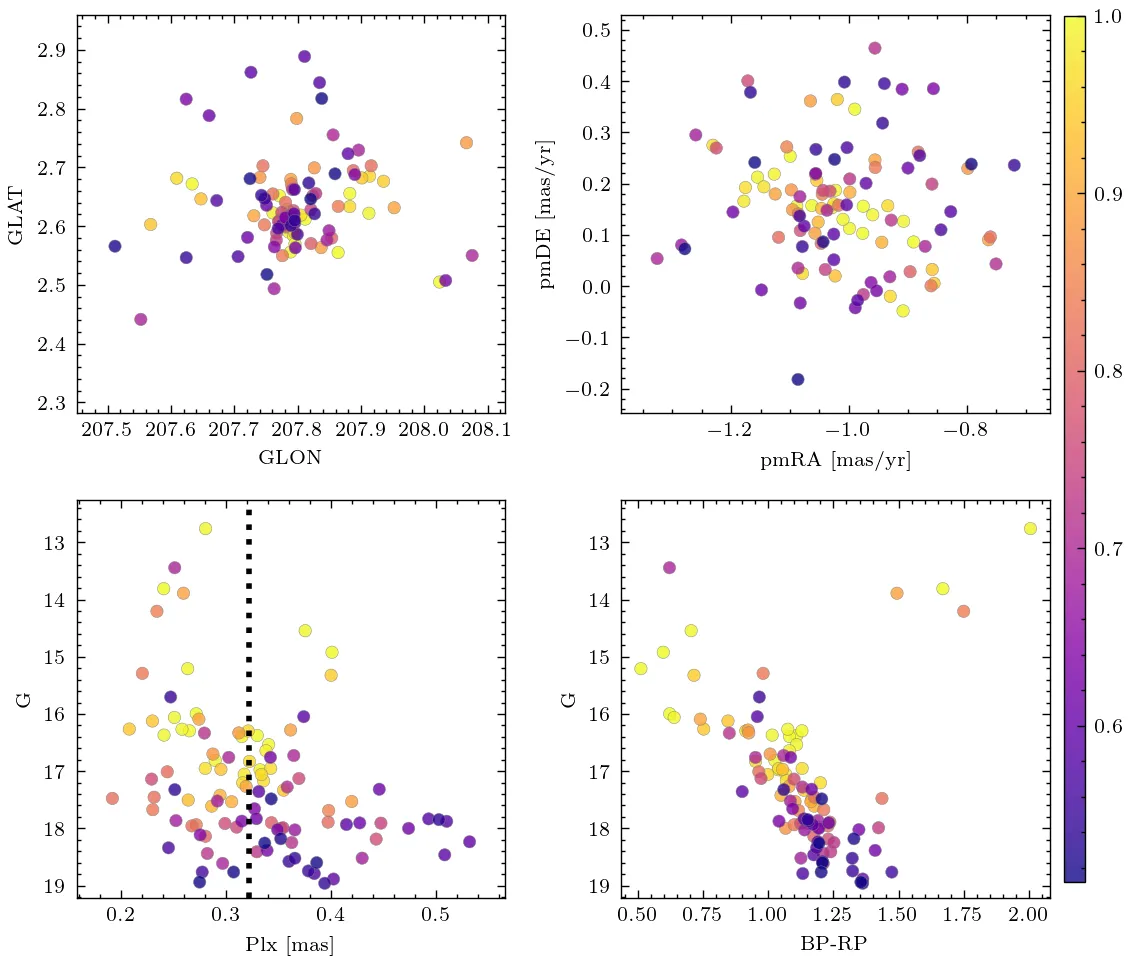 2.9
2.8
2.7
2.6
2.5
2.4
2.3
GLAT
207.5 207.6 207.7 207.8 207.9 208.0 208.1
GLON
0.5
0.4
0.3
0.2
0.1
0.0
−0.1
−0.2
pmDE [mas/yr]
−1.2 −1.0 −0.8
pmRA [mas/yr]
1.0
0.9
0.8
0.7
0.6
13
14
15
16
17
18
19
G
0.2 0.3 0.4 0.5
Plx [mas]
13
14
15
16
17
18
19
G
0.50 0.75 1.00 1.25 1.50 1.75 2.00
BP-RP